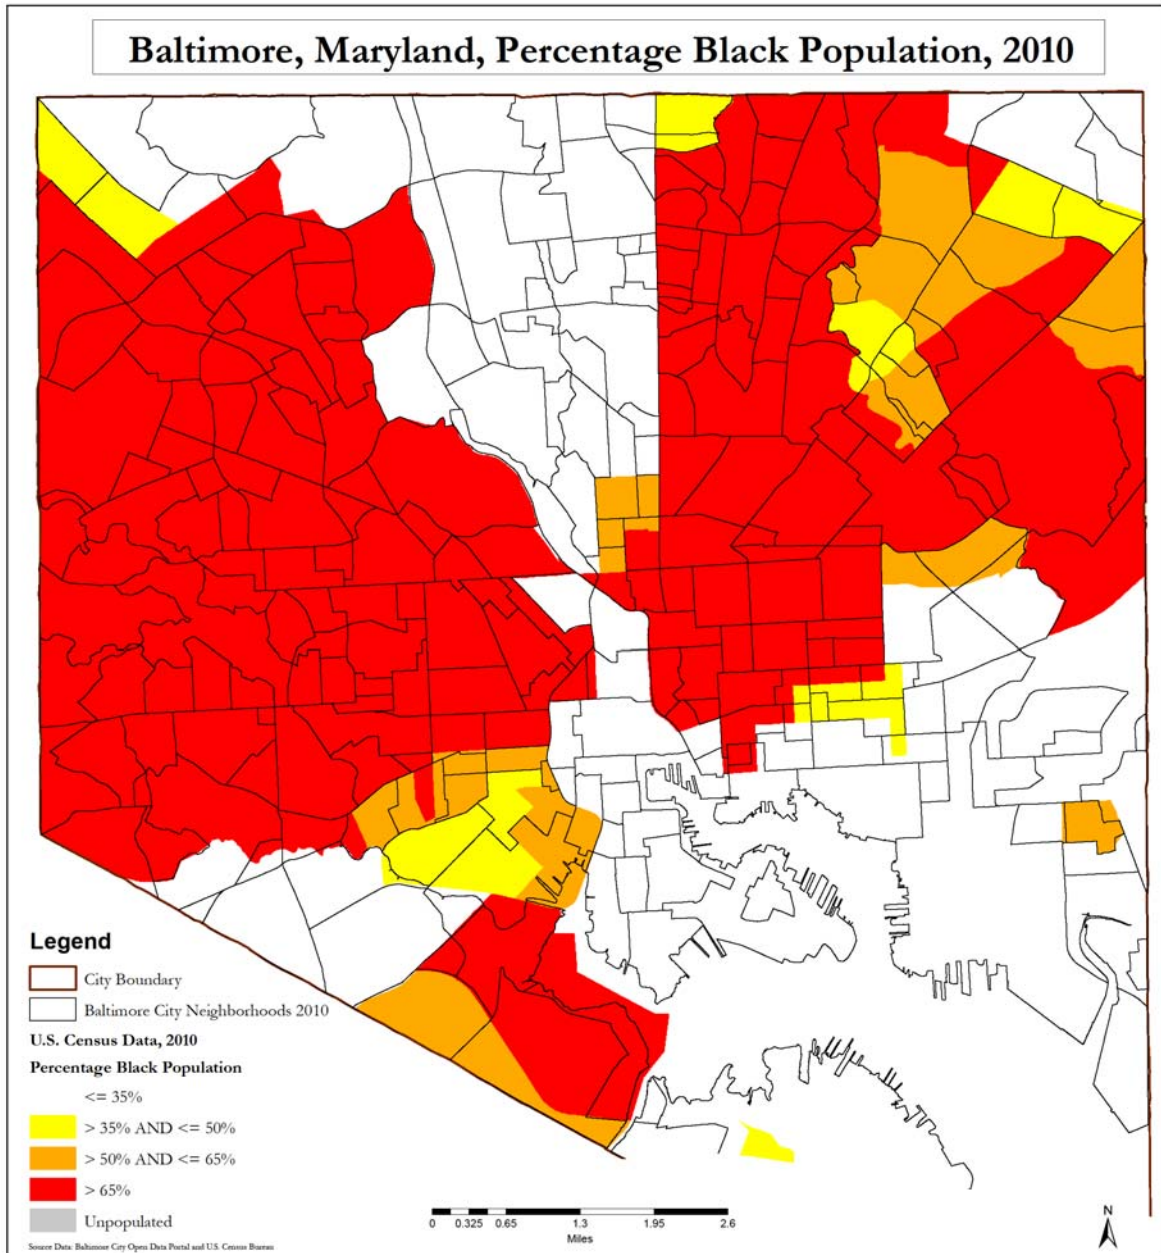 Baltimore, Maryland, Percentage Black Population, 2010
Legend
City Boundary
Baltimore City Neighborhoods 2010
U.S. Census Data, 2010
Percentage Black Population
<= 35%
> 35% AND <= 50%
> 50% AND <= 65%
> 65%
Unpopulated
Source Data: Baltimore City Open Data Portal and U.S. Census Bureau
0 0.325 0.65 1.3 1.95 2.6
Miles
N